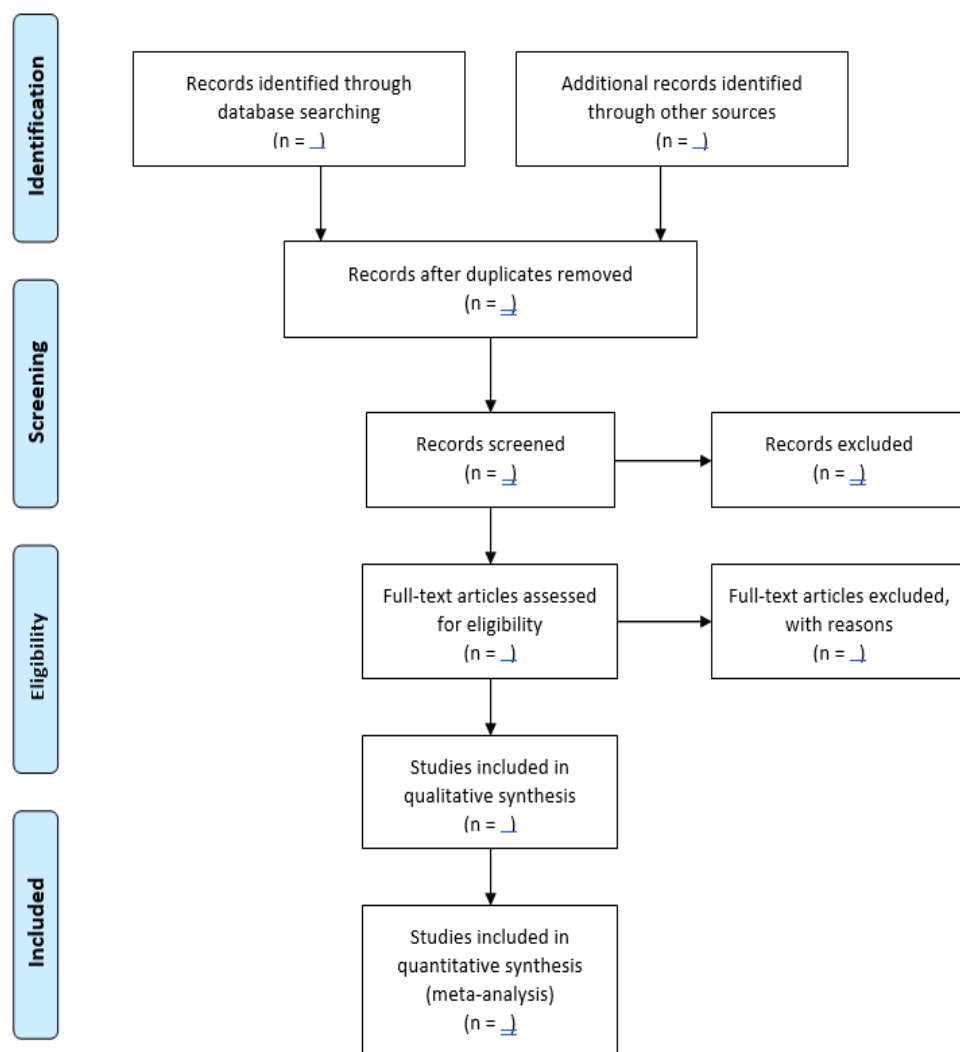 Identification
Records identified through
database searching
(n = _)
Additional records identified
through other sources
(n = _)
Records after duplicates removed
(n = _)
Screening
Records screened
(n = _)
Records excluded
(n = _)
Eligibility
Full-text articles assessed
for eligibility
(n = _)
Full-text articles excluded,
with reasons
(n = _)
Studies included in
qualitative synthesis
(n = _)
Included
Studies included in
quantitative synthesis
(meta-analysis)
(n = _)